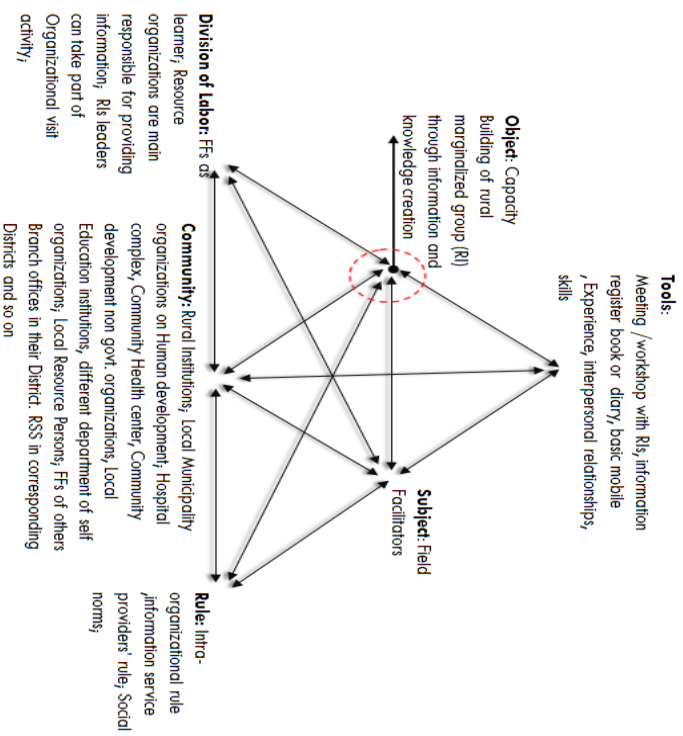 Tools:
Meeting /workshop with RIs, information
register book or diary, basic mobile
, Experience, interpersonal relationships,
skills
Object: Capacity
Building of rural
marginalized group (RI)
through information and
knowledge creation
Subject: Field
Facilitators
Division of Labor: FFs as
learner; Resource
organizations are main
responsible for providing
information; RIs leaders
can take part of
Organizational visit
activity;
Community: Rural Institutions; Local Municipality
organizations on Human development; Hospital
complex, Community Health center, Community
development non govt. organizations, Local
Education institutions, different department of self
organizations; Local Resource Persons; FFs of others
Branch offices in their District. RSS in corresponding
Districts and so on
Rule: Intra-
organizational rule
,information service
providers' rule; Social
norms;